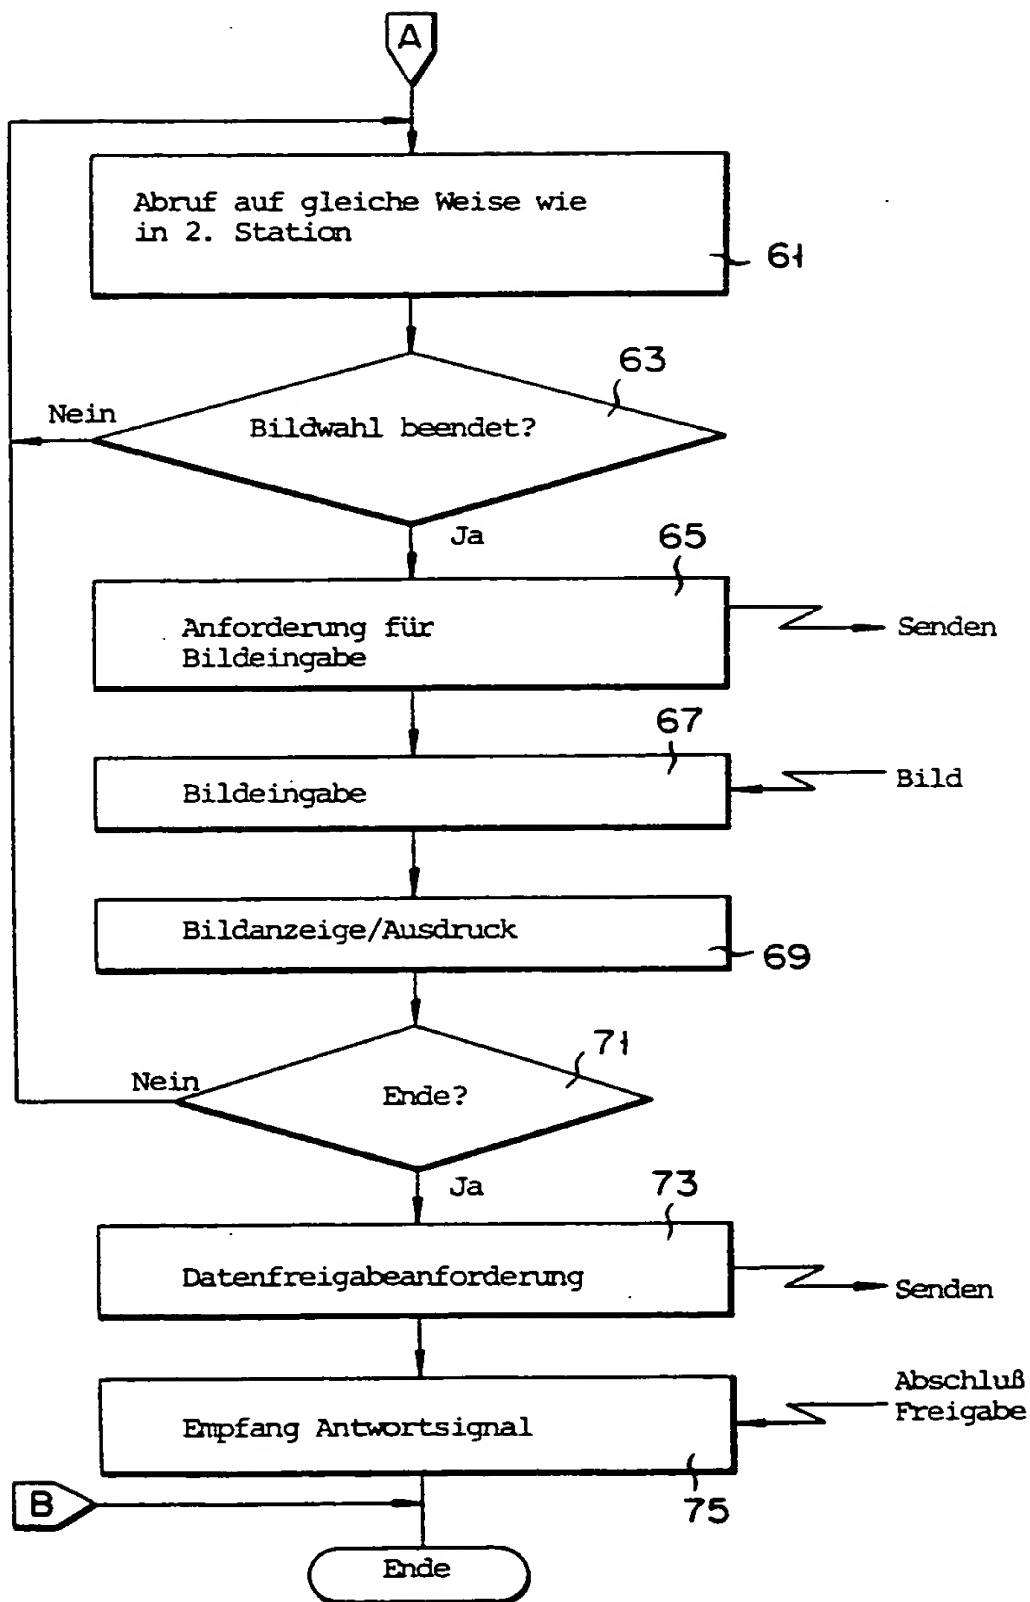 A
Abruf auf gleiche Weise wie
in 2. Station
61
63
Nein
Bildwahl beendet?
Ja
65
Anforderung für
Bildeingabe
Senden
67
Bildeingabe
Bild
Bildanzeige/Ausdruck
69
71
Nein
Ende?
Ja
73
Datenfreigabeanforderung
Senden
Abschluß
Freigabe
Empfang Antwortsignal
75
B
Ende